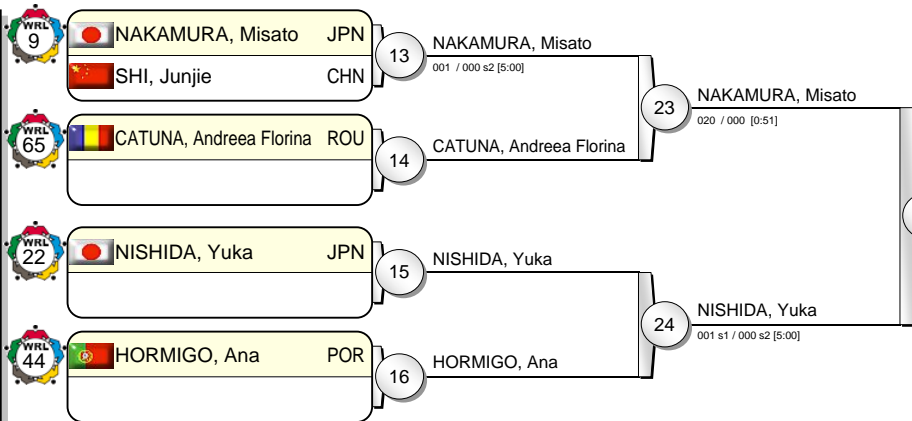 WRL
9
NAKAMURA, Misato JPN
SHI, Junjie CHN
13
NAKAMURA, Misato
001 / 000 s2 [5:00]
WRL
65
CATUNA, Andreea Florina ROU
14
CATUNA, Andreea Florina
23
NAKAMURA, Misato
020 / 000 [0:51]
WRL
22
NISHIDA, Yuka JPN
15
NISHIDA, Yuka
WRL
44
HORMIGO, Ana POR
16
HORMIGO, Ana
24
NISHIDA, Yuka
001 s1 / 000 s2 [5:00]